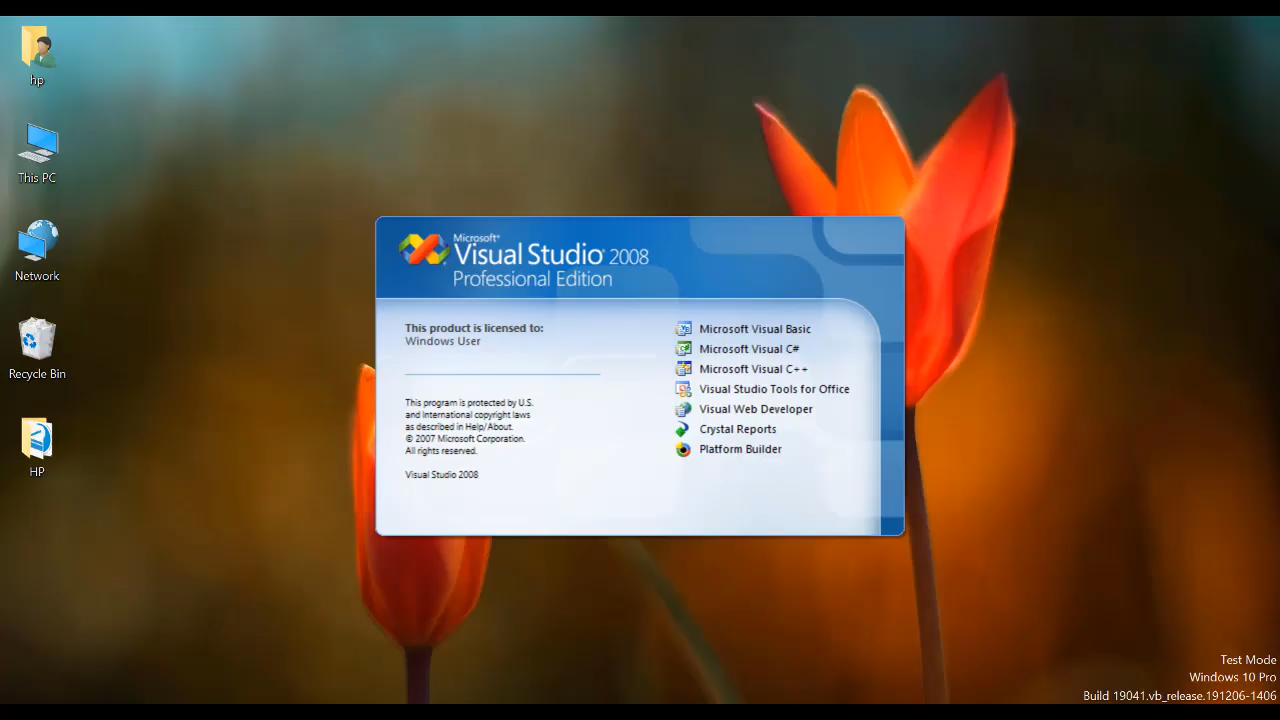 hp
This PC
Network
Recycle Bin
HP
Microsoft®
Visual Studio® 2008
Professional Edition
This product is licensed to:
Windows User
This program is protected by U.S.
and International copyright laws
as described in Help/About.
© 2007 Microsoft Corporation.
All rights reserved.
Visual Studio 2008
Microsoft Visual Basic
Microsoft Visual C#
Microsoft Visual C++
Visual Studio Tools for Office
Visual Web Developer
Crystal Reports
Platform Builder
Test Mode
Windows 10 Pro
Build 19041.vb_release.191206-1406